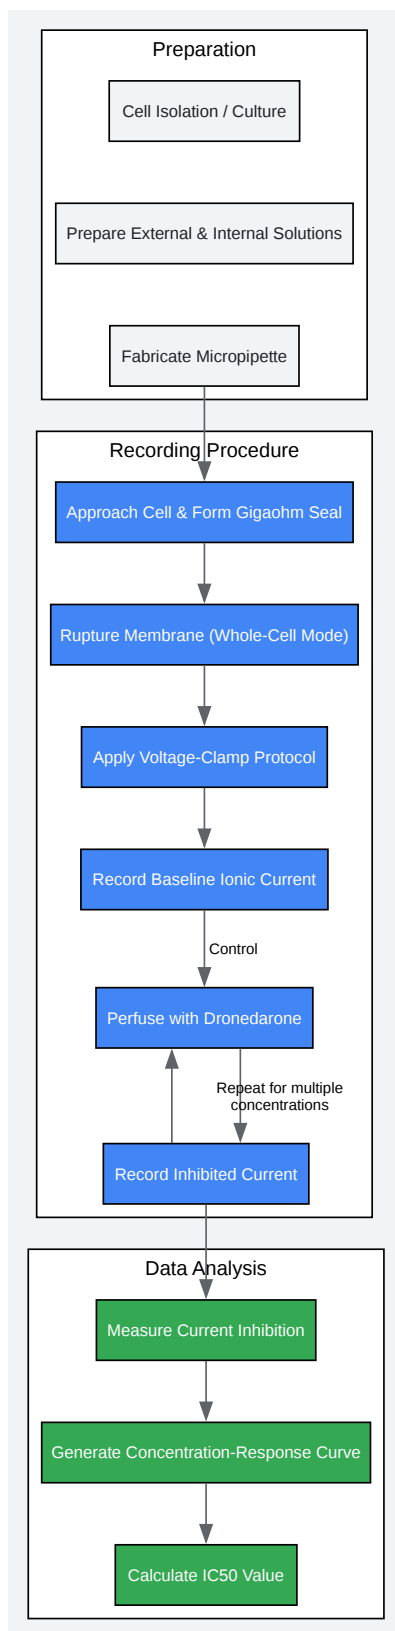 Preparation
Cell Isolation / Culture
Prepare External & Internal Solutions
Fabricate Micropipette
Recording Procedure
Approach Cell & Form Gigaohm Seal
Rupture Membrane (Whole-Cell Mode)
Apply Voltage-Clamp Protocol
Record Baseline Ionic Current
Control
Perfuse with Dronedarone
Repeat for multiple
concentrations
Record Inhibited Current
Data Analysis
Measure Current Inhibition
Generate Concentration-Response Curve
Calculate IC50 Value